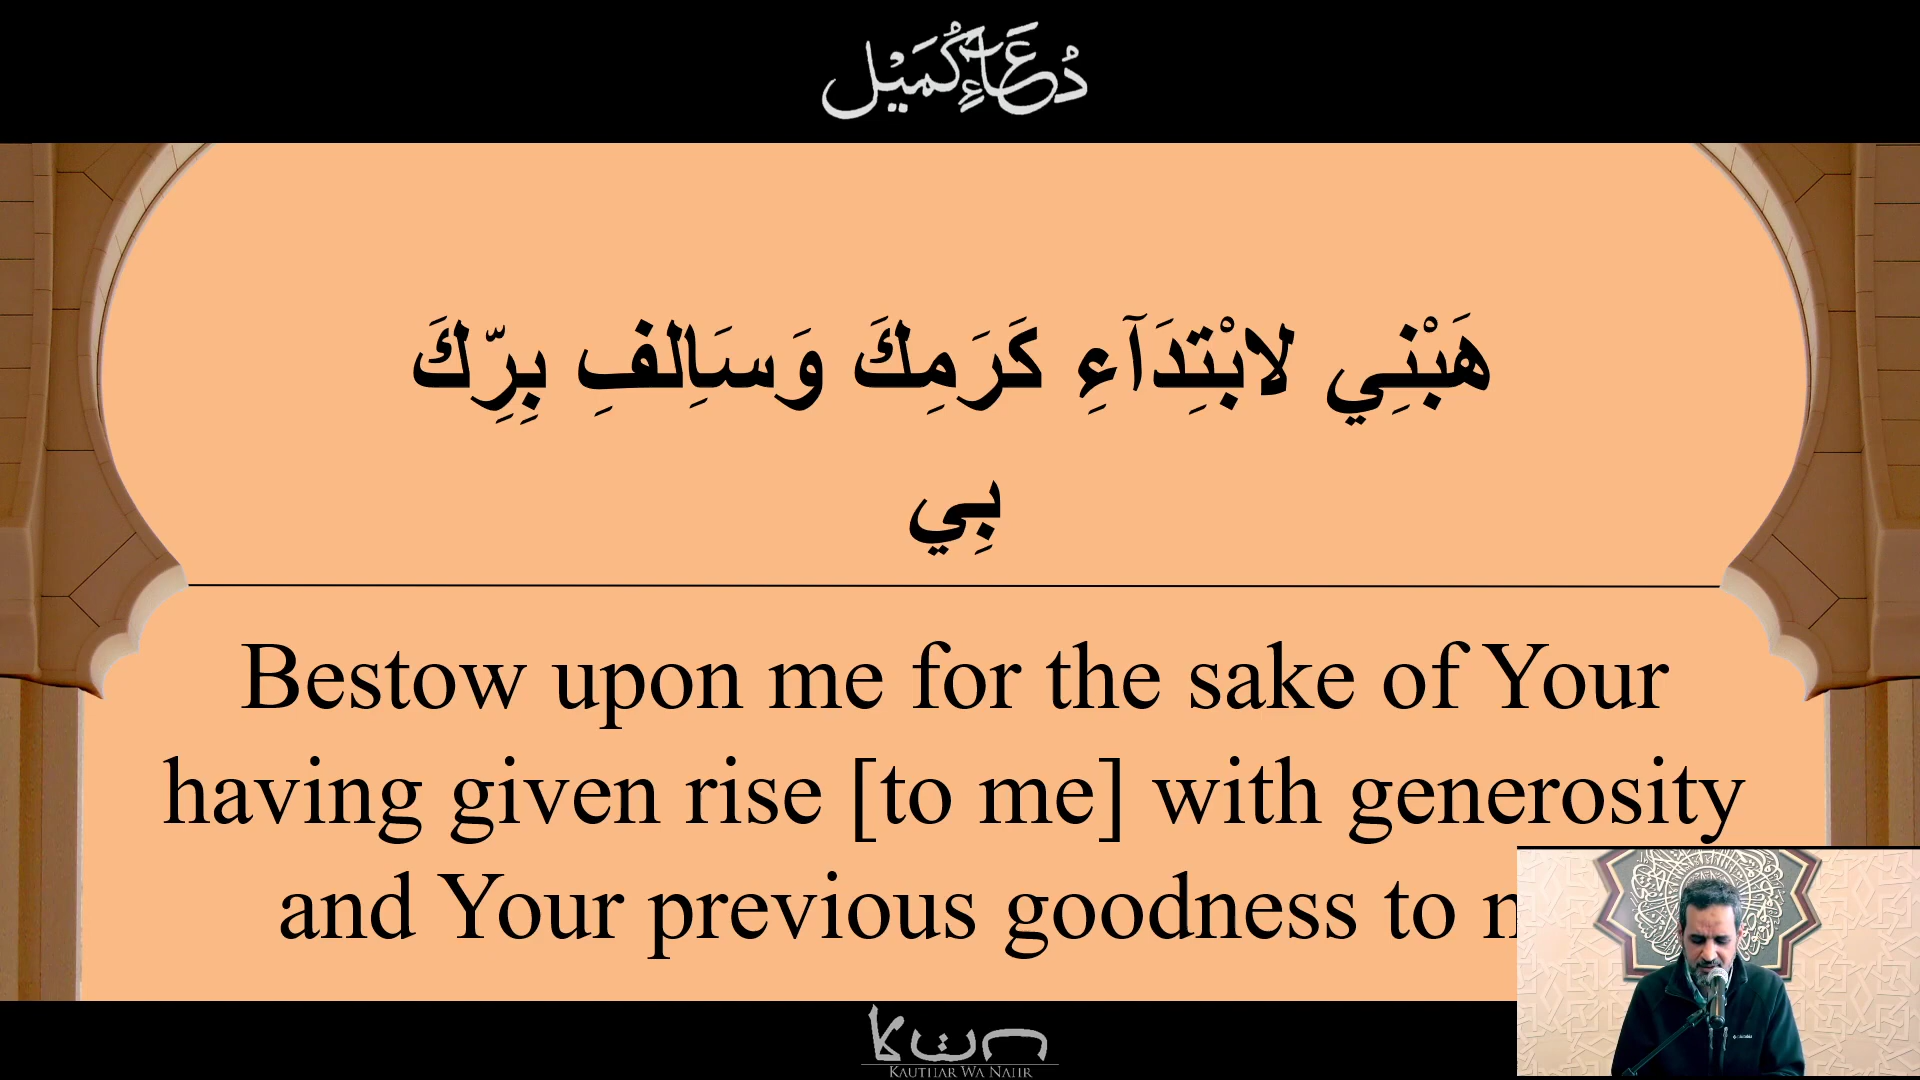 دُعَاءِ كُمَيْل
هَبْنِي لابْتِدَآءِ كَرَمِكَ وَسَاِلفِ بِرِّكَ
بِي
Bestow upon me for the sake of Your
having given rise [to me] with generosity
and Your previous goodness to
KAUTHAR WA NAHR